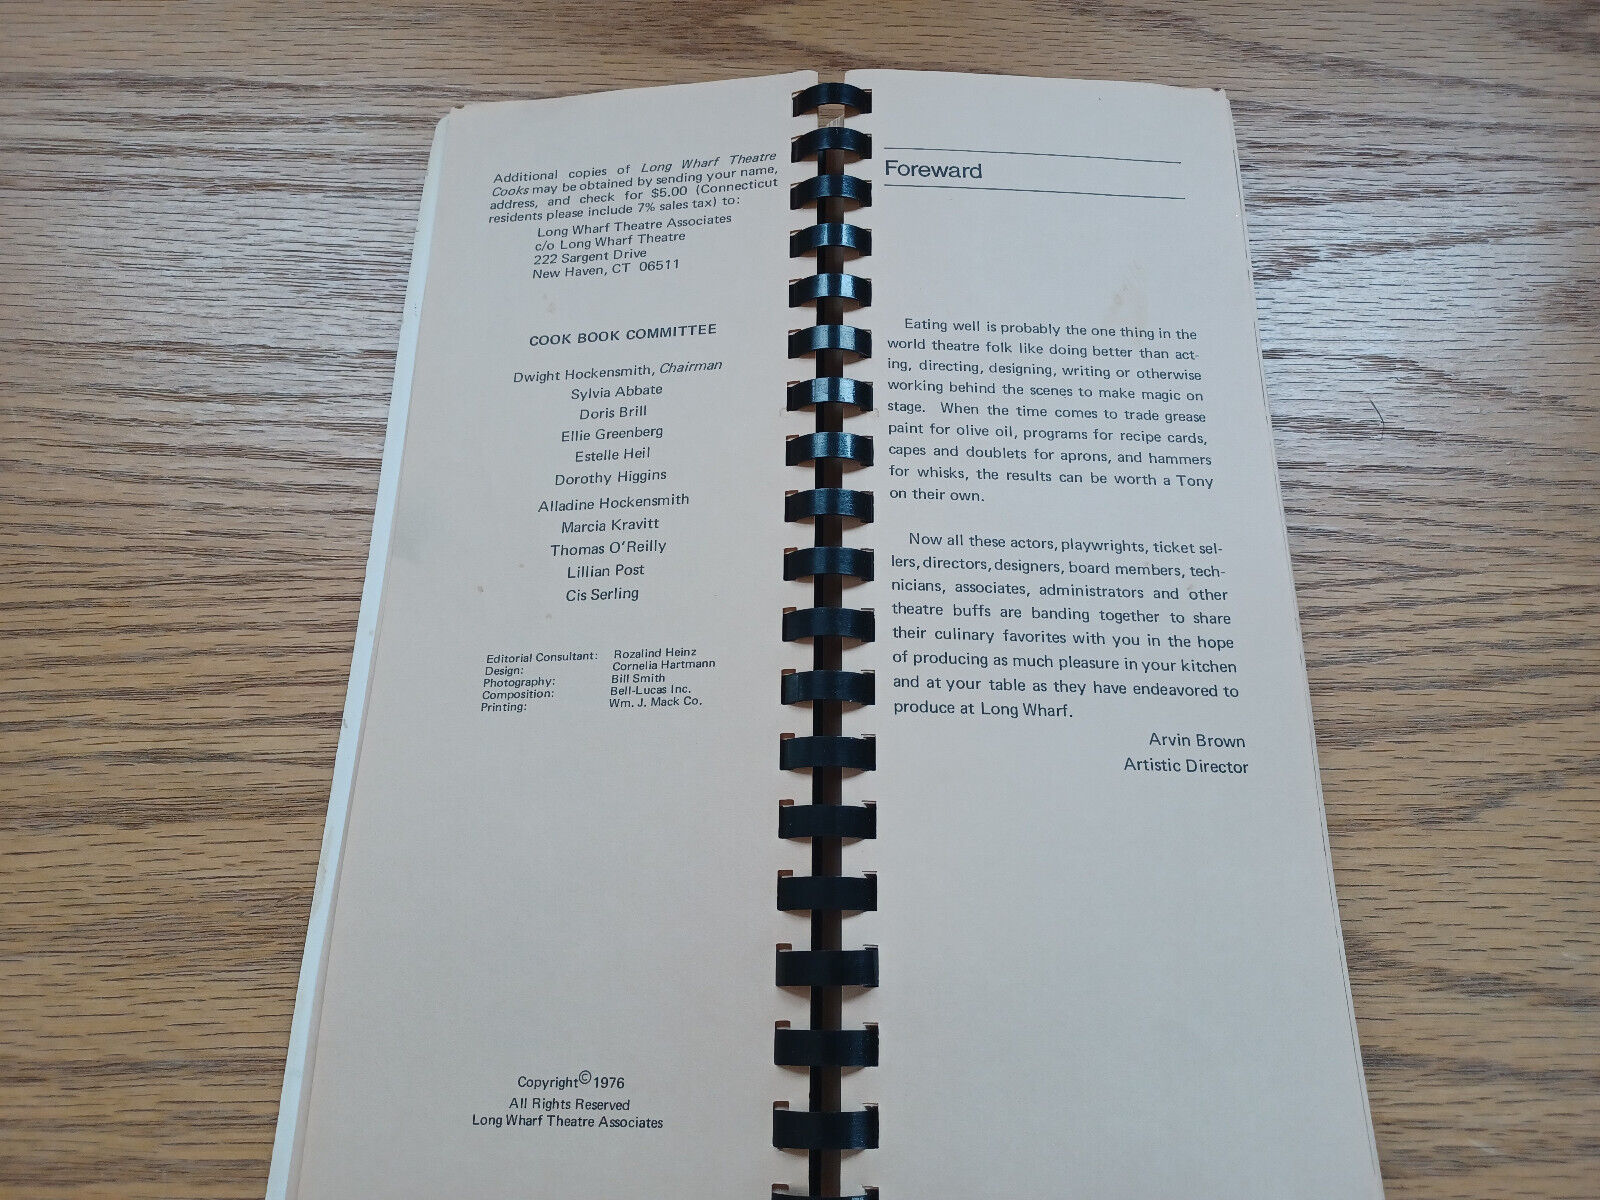 Additional copies of Long Wharf Theatre
Cooks may be obtained by sending your name,
address, and check for $5.00 (Connecticut
residents please include 7% sales tax) to:
Long Wharf Theatre Associates
c/o Long Wharf Theatre
222 Sargent Drive
New Haven, CT 06511
COOK BOOK COMMITTEE
Dwight Hockensmith, Chairman
Sylvia Abbate
Doris Brill
Ellie Greenberg
Estelle Heil
Dorothy Higgins
Alladine Hockensmith
Marcia Kravitt
Thomas O'Reilly
Lillian Post
Cis Serling
Editorial Consultant: Rozalind Heinz
Design: Cornelia Hartmann
Photography: Bill Smith
Composition: Bell-Lucas Inc.
Printing: Wm. J. Mack Co.
Copyright © 1976
All Rights Reserved
Long Wharf Theatre Associates
Foreward
Eating well is probably the one thing in the
world theatre folk like doing better than act-
ing, directing, designing, writing or otherwise
working behind the scenes to make magic on
stage. When the time comes to trade grease
paint for olive oil, programs for recipe cards,
capes and doublets for aprons, and hammers
for whisks, the results can be worth a Tony
on their own.
Now all these actors, playwrights, ticket sel-
lers, directors, designers, board members, tech-
nicians, associates, administrators and other
theatre buffs are banding together to share
their culinary favorites with you in the hope
of producing as much pleasure in your kitchen
and at your table as they have endeavored to
produce at Long Wharf.
Arvin Brown
Artistic Director